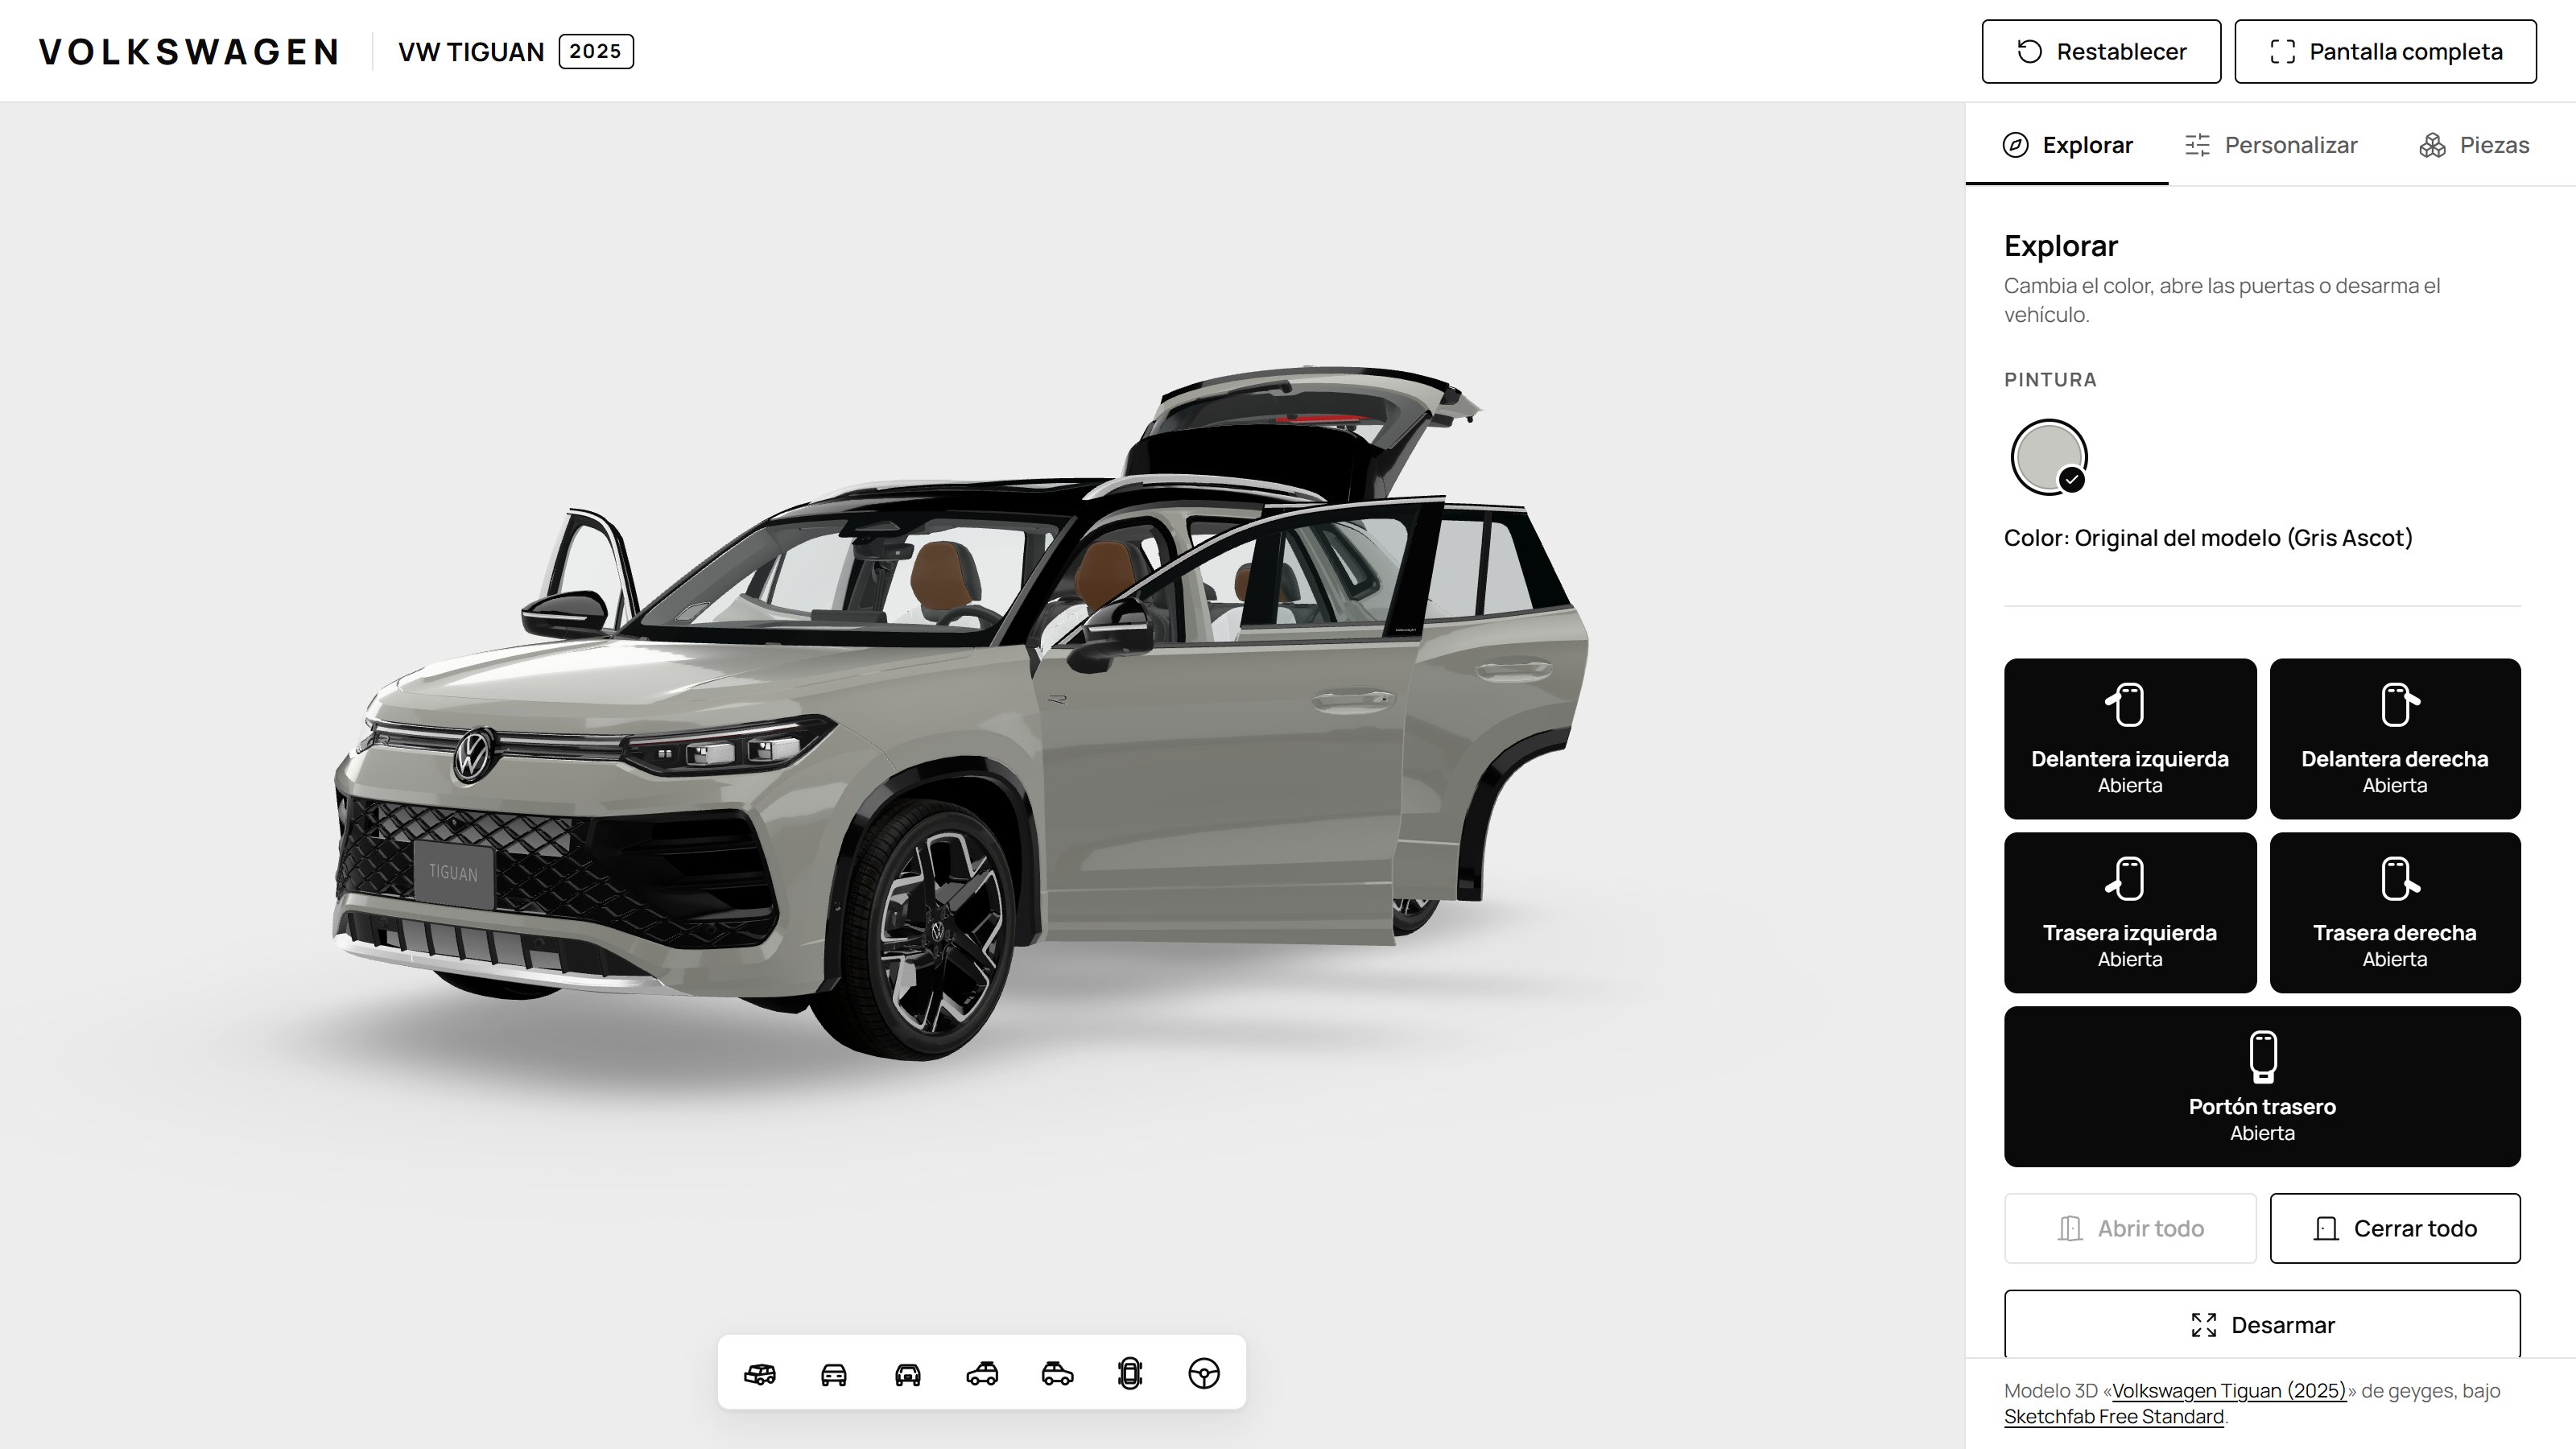 VOLKSWAGEN
VW TIGUAN 2025
Restablecer
Pantalla completa
Explorar
Personalizar
Piezas
Explorar
Cambia el color, abre las puertas o desarma el
vehículo.
PINTURA
Color: Original del modelo (Gris Ascot)
Delantera izquierda
Abierta
Delantera derecha
Abierta
Trasera izquierda
Abierta
Trasera derecha
Abierta
Portón trasero
Abierta
Abrir todo
Cerrar todo
Desarmar
Modelo 3D «Volkswagen Tiguan (2025)» de geyges, bajo
Sketchfab Free Standard.
TIGUAN
R